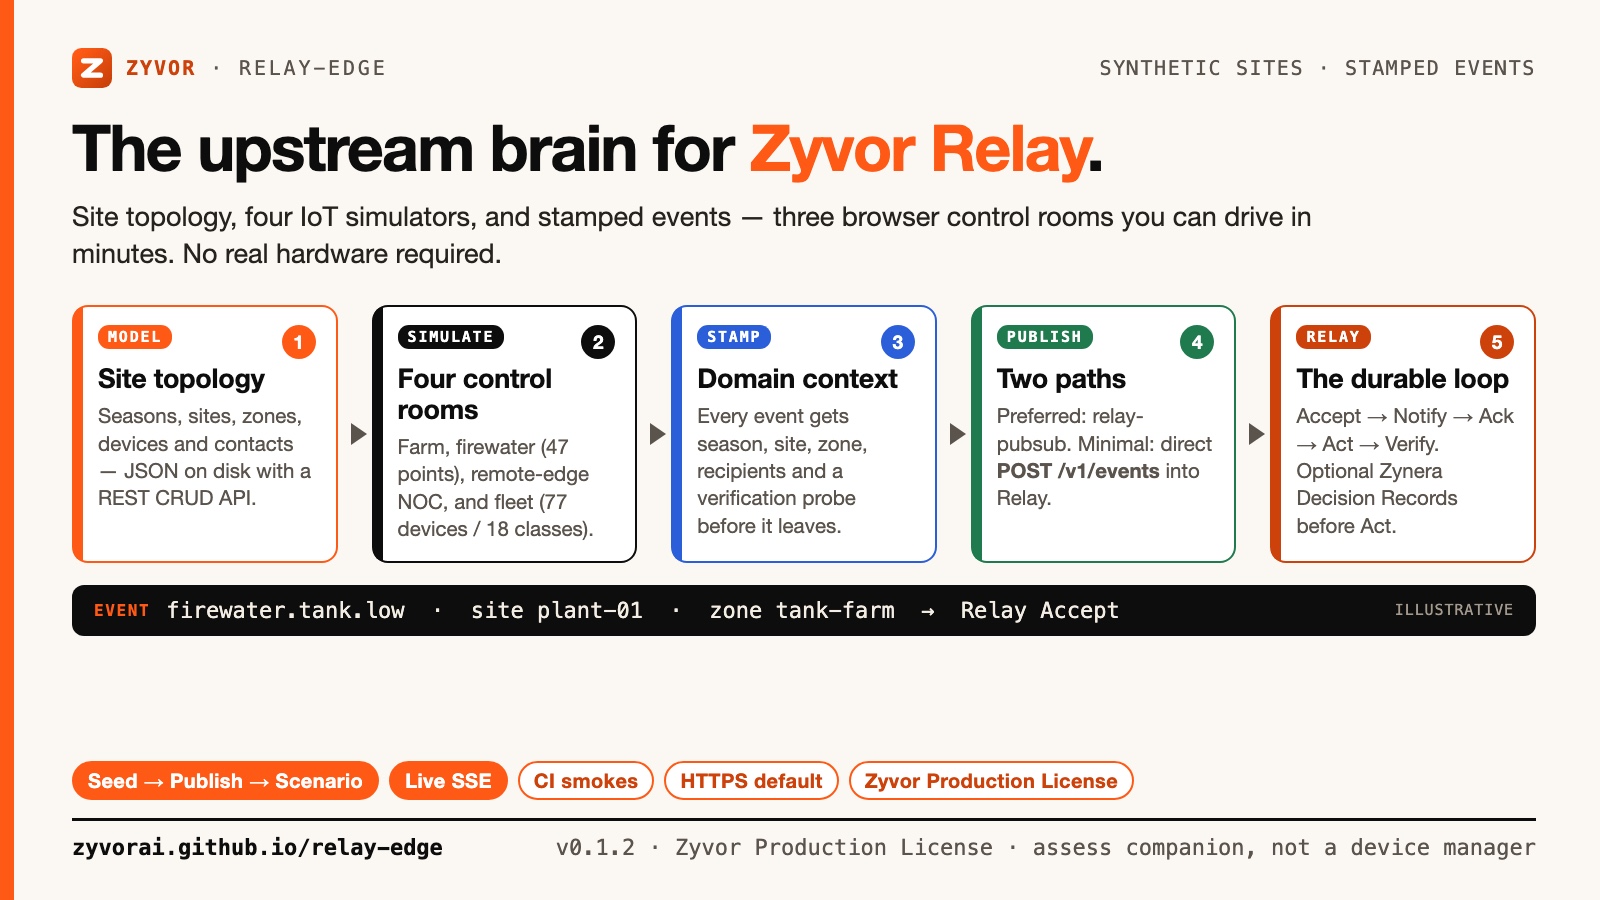 ZYVOR · RELAY-EDGE
SYNTHETIC SITES · STAMPED EVENTS
The upstream brain for Zyvor Relay.
Site topology, four IoT simulators, and stamped events — three browser control rooms you can drive in
minutes. No real hardware required.
MODEL
1
Site topology
Seasons, sites, zones,
devices and contacts
— JSON on disk with a
REST CRUD API.
SIMULATE
2
Four control
rooms
Farm, firewater (47
points), remote-edge
NOC, and fleet (77
devices / 18 classes).
STAMP
3
Domain context
Every event gets
season, site, zone,
recipients and a
verification probe
before it leaves.
PUBLISH
4
Two paths
Preferred: relay-
pubsub. Minimal: direct
POST /v1/events into
Relay.
RELAY
5
The durable loop
Accept → Notify → Ack
→ Act → Verify.
Optional Zynera
Decision Records
before Act.
EVENT firewater.tank.low · site plant-01 · zone tank-farm → Relay Accept
ILLUSTRATIVE
Seed → Publish → Scenario
Live SSE
CI smokes
HTTPS default
Zyvor Production License
zyvorai.github.io/relay-edge
v0.1.2 · Zyvor Production License · assess companion, not a device manager